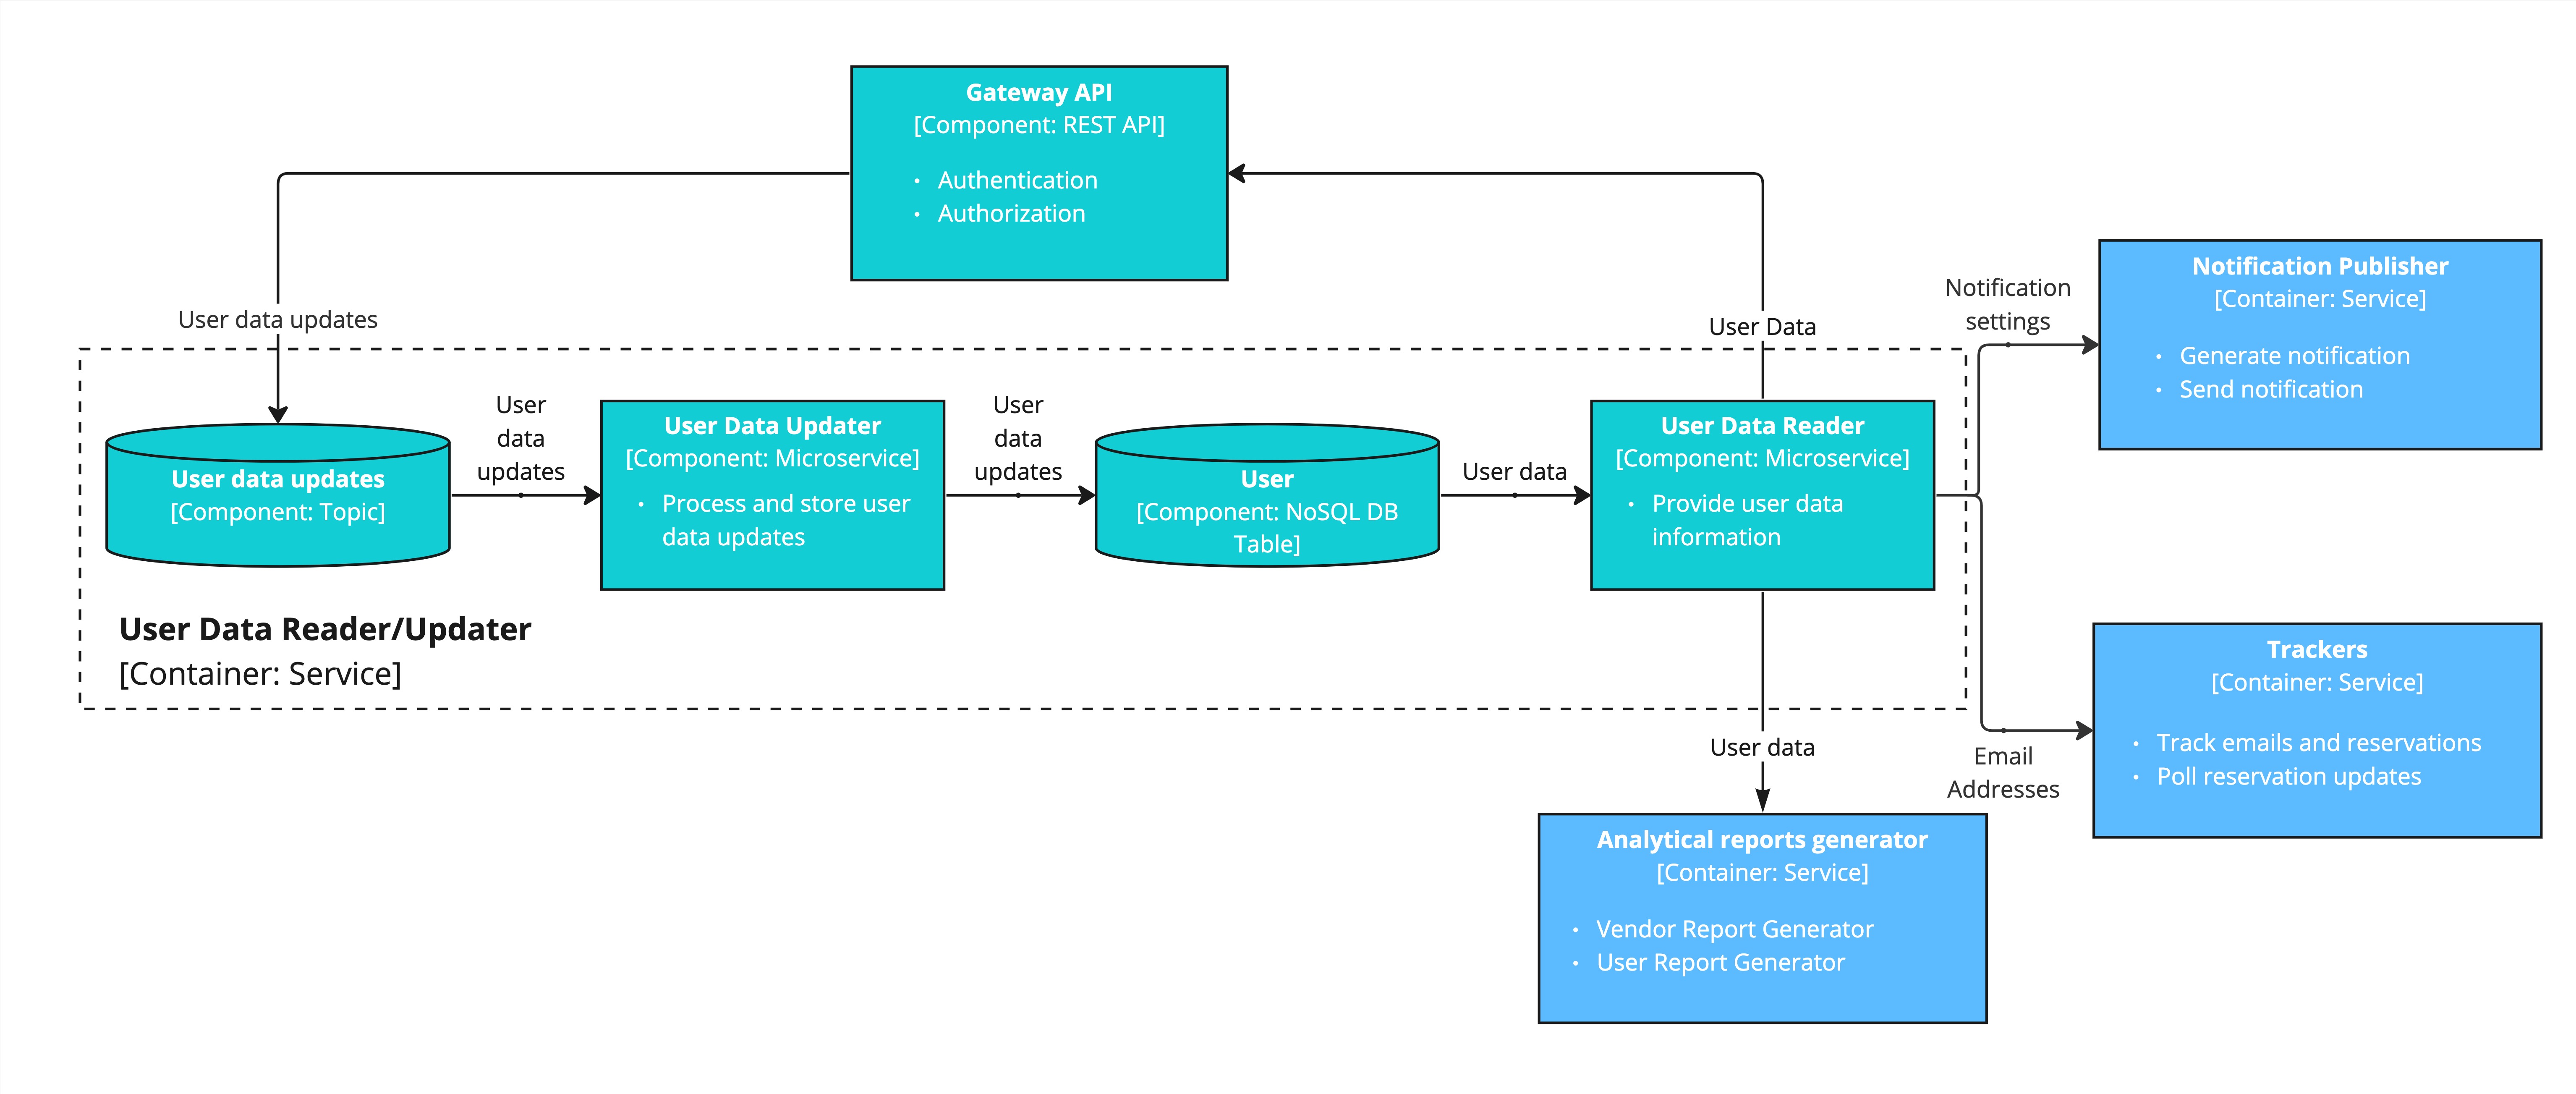 Gateway API
[Component: REST API]
• Authentication
• Authorization
User data updates
User Data
Notification
settings
Notification Publisher
[Container: Service]
• Generate notification
• Send notification
User data updates
[Component: Topic]
User
data
updates
User Data Updater
[Component: Microservice]
• Process and store user
data updates
User
data
updates
User
[Component: NoSQL DB
Table]
User data
User Data Reader
[Component: Microservice]
• Provide user data
information
User Data Reader/Updater
[Container: Service]
Trackers
[Container: Service]
• Track emails and reservations
• Poll reservation updates
Email
Addresses
User data
Analytical reports generator
[Container: Service]
• Vendor Report Generator
• User Report Generator